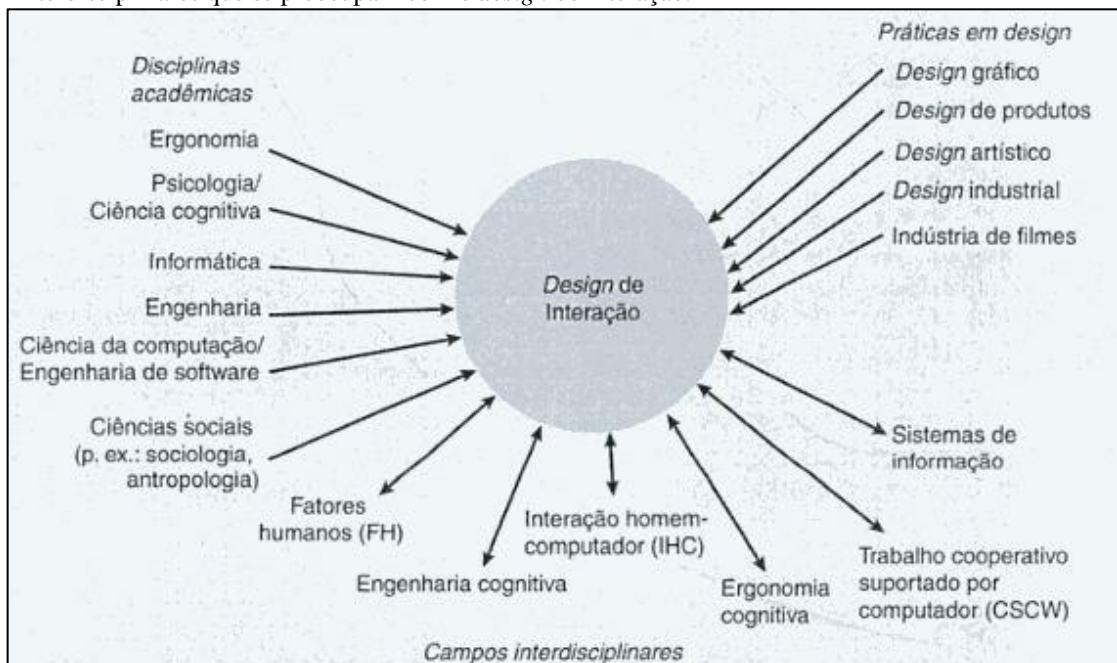 Disciplinas
acadêmicas
Ergonomia
Psicologia/
Ciência cognitiva
Informática
Engenharia
Ciência da computação/
Engenharia de software
Ciências sociais
(p. ex.: sociologia,
antropologia)
Práticas em design
Design gráfico
Design de produtos
Design artístico
Design industrial
Indústria de filmes
Design de
Interação
Fatores
humanos (FH)
Engenharia cognitiva
Interação homem-
computador (IHC)
Ergonomia
cognitiva
Trabalho cooperativo
suportado por
computador (CSCW)
Sistemas de
informação
Campos interdisciplinares